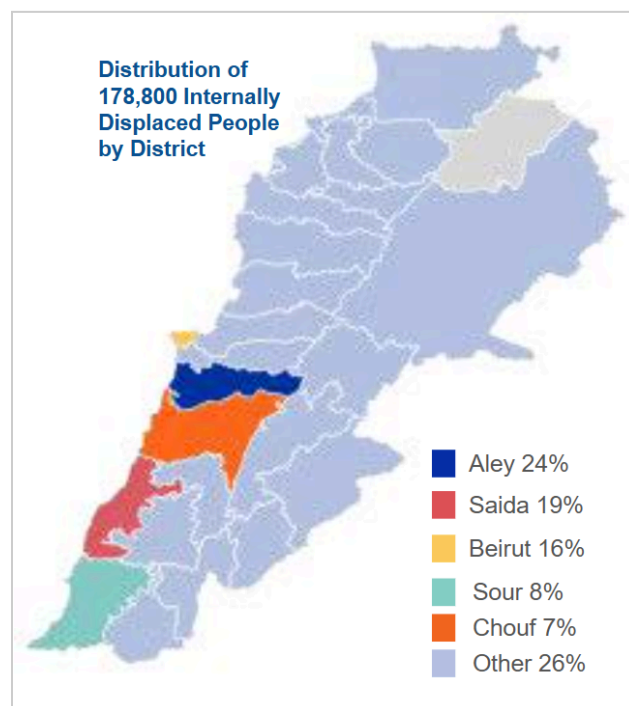 Distribution of
178,800 Internally
Displaced People
by District
Aley 24%
Saida 19%
Beirut 16%
Sour 8%
Chouf 7%
Other 26%